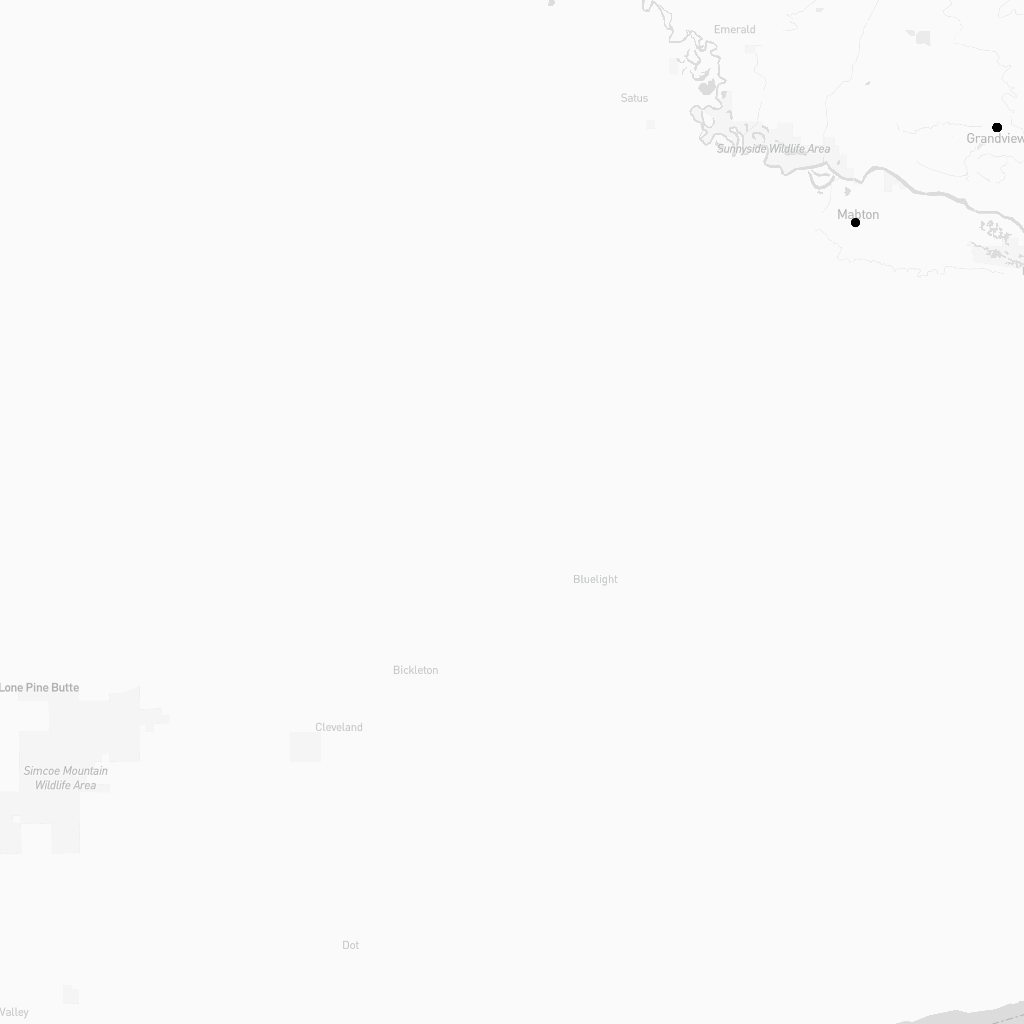 Emerald
Satus
Grandview
Sunnyside Wildlife Area
Mabton
Bluelight
Bickleton
Lone Pine Butte
Cleveland
Simcoe Mountain
Wildlife Area
Dot
Valley